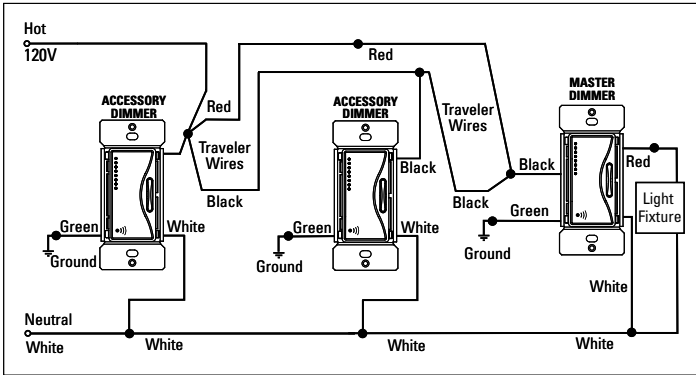 Hot
120V
Red
ACCESSORY
DIMMER
Red
Traveler
Wires
Black
ACCESSORY
DIMMER
Traveler
Wires
MASTER
DIMMER
Black
Black
Black
Red
Light
Fixture
Green
White
Ground
Green
White
Ground
Green
Ground
White
Neutral
White
White
White
White